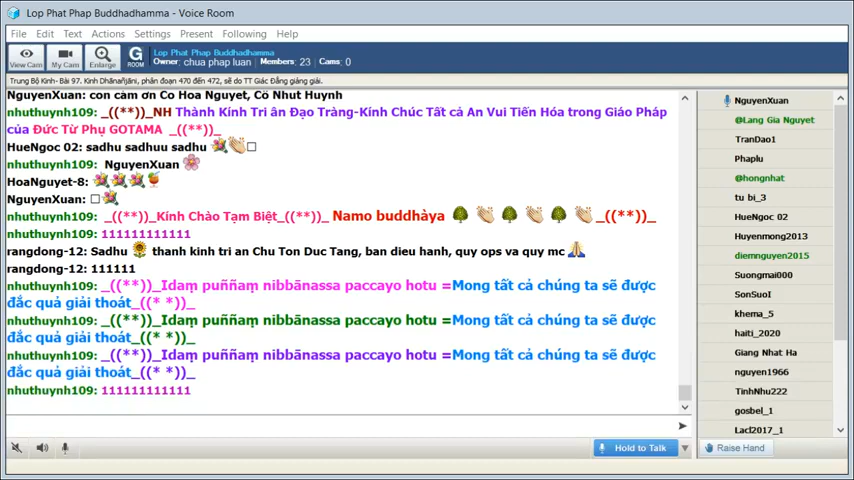 Lop Phat Phap Buddhadhamma - Voice Room
File Edit Text Actions Settings Present Following Help
View Cam My Cam Enlarge G ROOM
Lop Phat Phap Buddhadhamma
Owner: chua phap luan / Members: 23 / Cams: 0
Trung Bộ Kinh- Bài 97. Kinh Dhānañjāni, phân đoạn 470 đến 472, sẽ do TT Giác Đẳng giảng giải.
NguyenXuan: con cảm ơn Cô Hoa Nguyệt, Cô Nhut Huynh
nhuthuynh109: _((**))_NH Thành Kính Tri ân Đạo Tràng-Kính Chúc Tất cả An Vui Tiến Hóa trong Giáo Pháp
của Đức Từ Phụ GOTAMA _((**))_
HueNgoc 02: sadhu sadhuu sadhu
nhuthuynh109: NguyenXuan
HoaNguyet-8:
NguyenXuan:
nhuthuynh109: _((**))_Kính Chào Tạm Biệt_((**))_ Namo buddhàya _((**))_
nhuthuynh109: 111111111111
rangdong-12: Sadhu thanh kinh tri an Chu Ton Duc Tang, ban dieu hanh, quy ops va quy mc
rangdong-12: 111111
nhuthuynh109: _((**))_Idaṃ puññaṃ nibbānassa paccayo hotu =Mong tất cả chúng ta sẽ được
đắc quả giải thoát_((* *))_
nhuthuynh109: _((**))_Idaṃ puññaṃ nibbānassa paccayo hotu =Mong tất cả chúng ta sẽ được
đắc quả giải thoát_((* *))_
nhuthuynh109: _((**))_Idaṃ puññaṃ nibbānassa paccayo hotu =Mong tất cả chúng ta sẽ được
đắc quả giải thoát_((* *))_
nhuthuynh109: 111111111111
Hold to Talk
NguyenXuan
@Lang Gia Nguyet
TranDao1
Phaplu
@hongnhat
tu bi_3
HueNgoc 02
Huyenmong2013
diemnguyen2015
Suongmai000
SonSuoI
khema_5
haiti_2020
Giang Nhat Ha
nguyen1966
TinhNhu222
gosbel_1
Lacl2017_1
Raise Hand